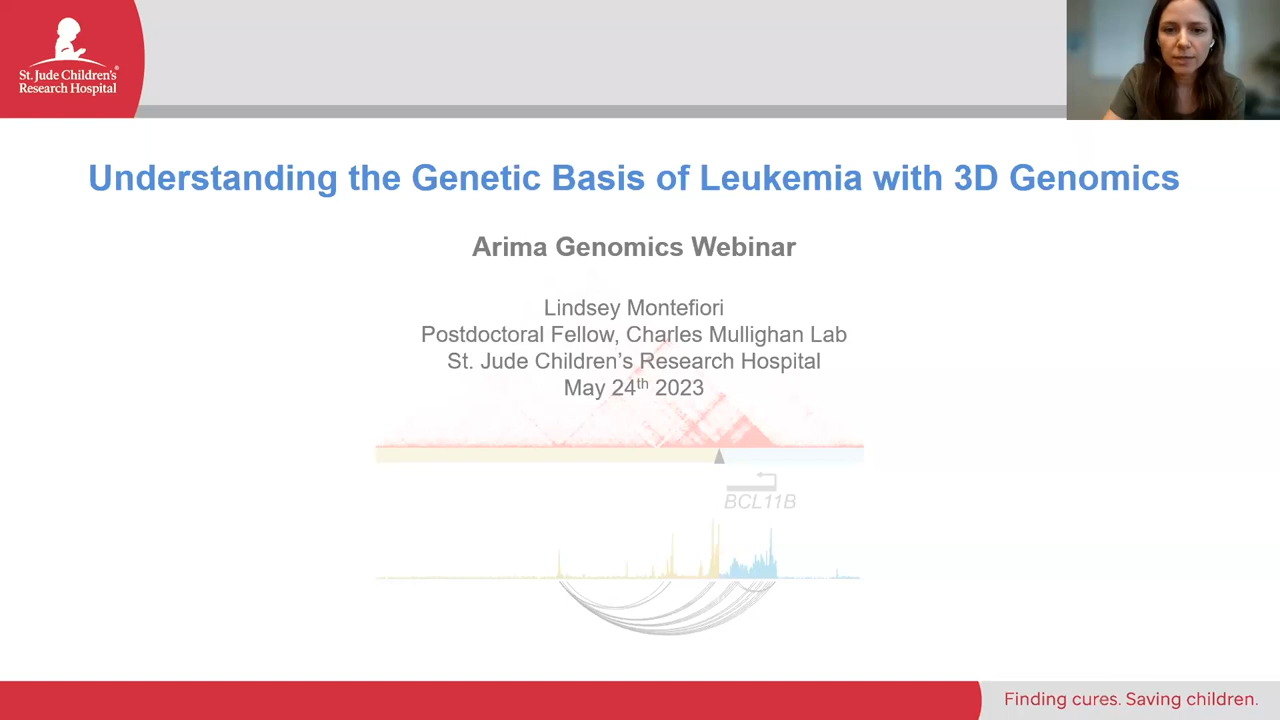 St. Jude Children's®
Research Hospital
Understanding the Genetic Basis of Leukemia with 3D Genomics
Arima Genomics Webinar
Lindsey Montefiori
Postdoctoral Fellow, Charles Mullighan Lab
St. Jude Children’s Research Hospital
May 24th 2023
BCL11B
Finding cures. Saving children.